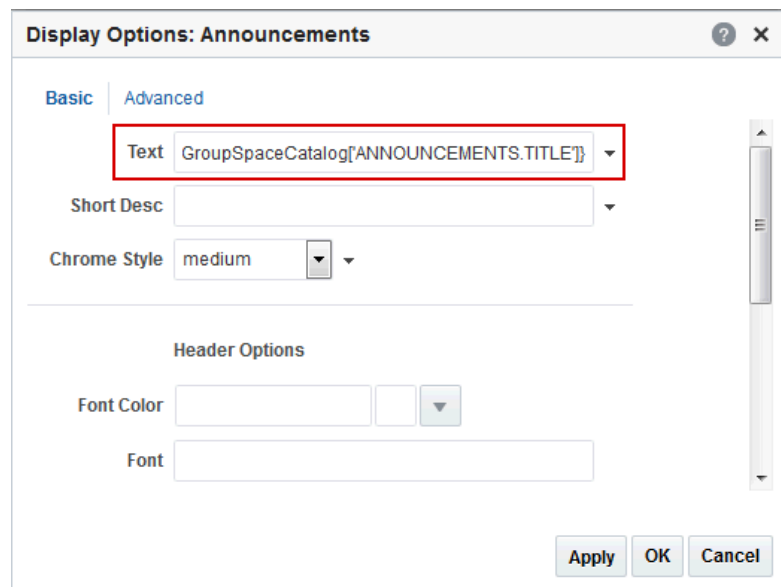 Display Options: Announcements ? ×
Basic Advanced
Text GroupSpaceCatalog['ANNOUNCEMENTS.TITLE']}
Short Desc
Chrome Style medium
Header Options
Font Color
Font
Apply OK Cancel